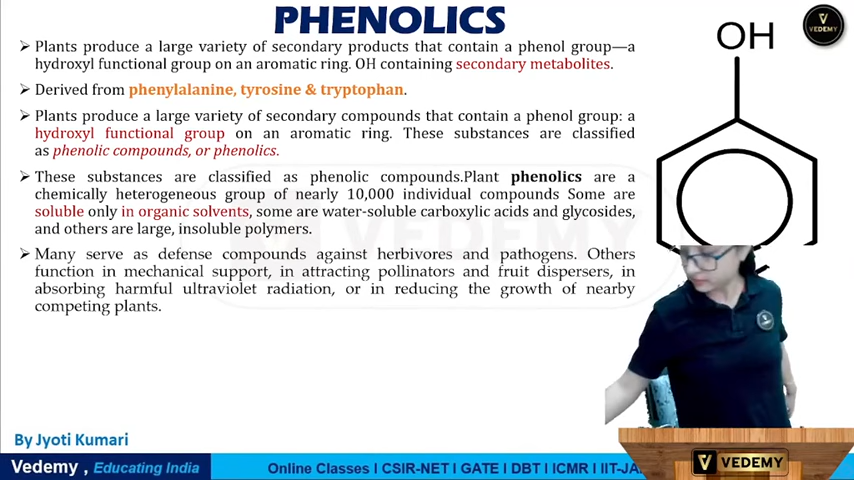 PHENOLICS
➢ Plants produce a large variety of secondary products that contain a phenol group—a
hydroxyl functional group on an aromatic ring. OH containing secondary metabolites.
➢ Derived from phenylalanine, tyrosine & tryptophan.
➢ Plants produce a large variety of secondary compounds that contain a phenol group: a
hydroxyl functional group on an aromatic ring. These substances are classified
as phenolic compounds, or phenolics.
➢ These substances are classified as phenolic compounds.Plant phenolics are a
chemically heterogeneous group of nearly 10,000 individual compounds Some are
soluble only in organic solvents, some are water-soluble carboxylic acids and glycosides,
and others are large, insoluble polymers.
➢ Many serve as defense compounds against herbivores and pathogens. Others
function in mechanical support, in attracting pollinators and fruit dispersers, in
absorbing harmful ultraviolet radiation, or in reducing the growth of nearby
competing plants.
OH
VEDEMY
VEDEMY
By Jyoti Kumari
Vedemy , Educating India
Online Classes I CSIR-NET I GATE I DBT I ICMR I IIT-JA
VEDEMY